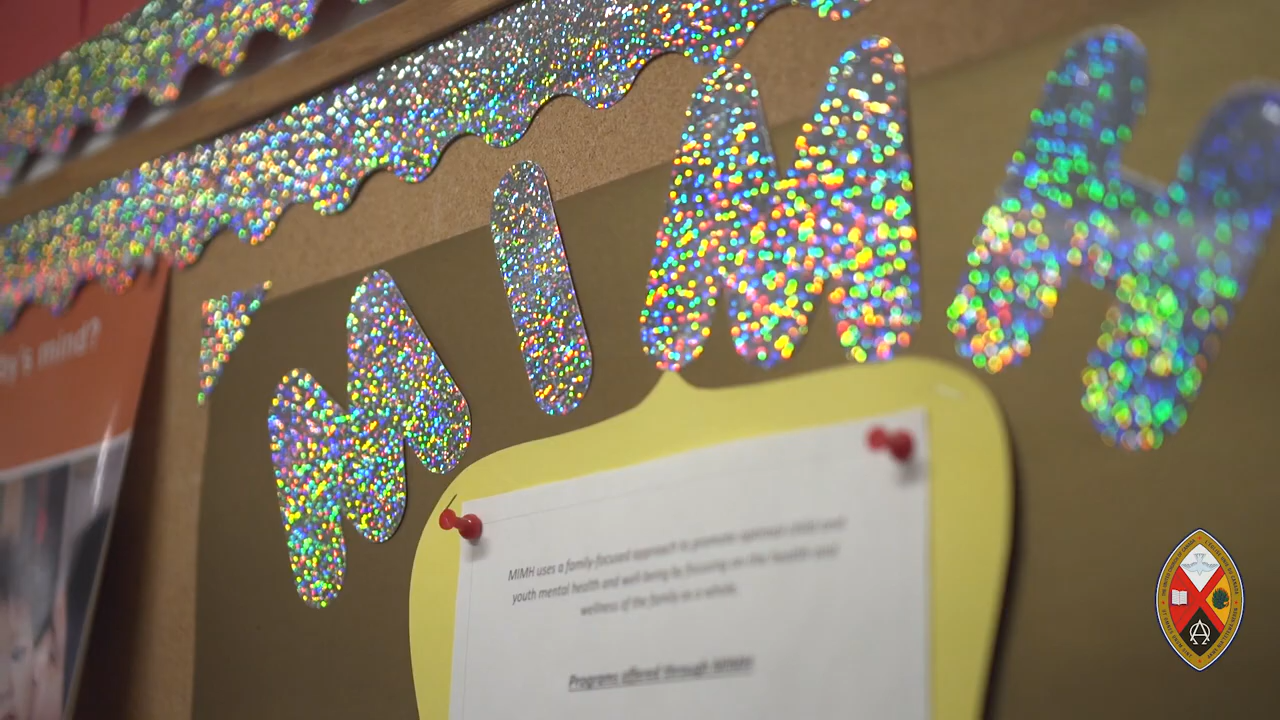 MIMH
y's mind?
MIMH uses a family focused approach to promote optimal child and
youth mental health and well-being by focusing on the health and
wellness of the family as a whole.
Programs offered through MIMH: